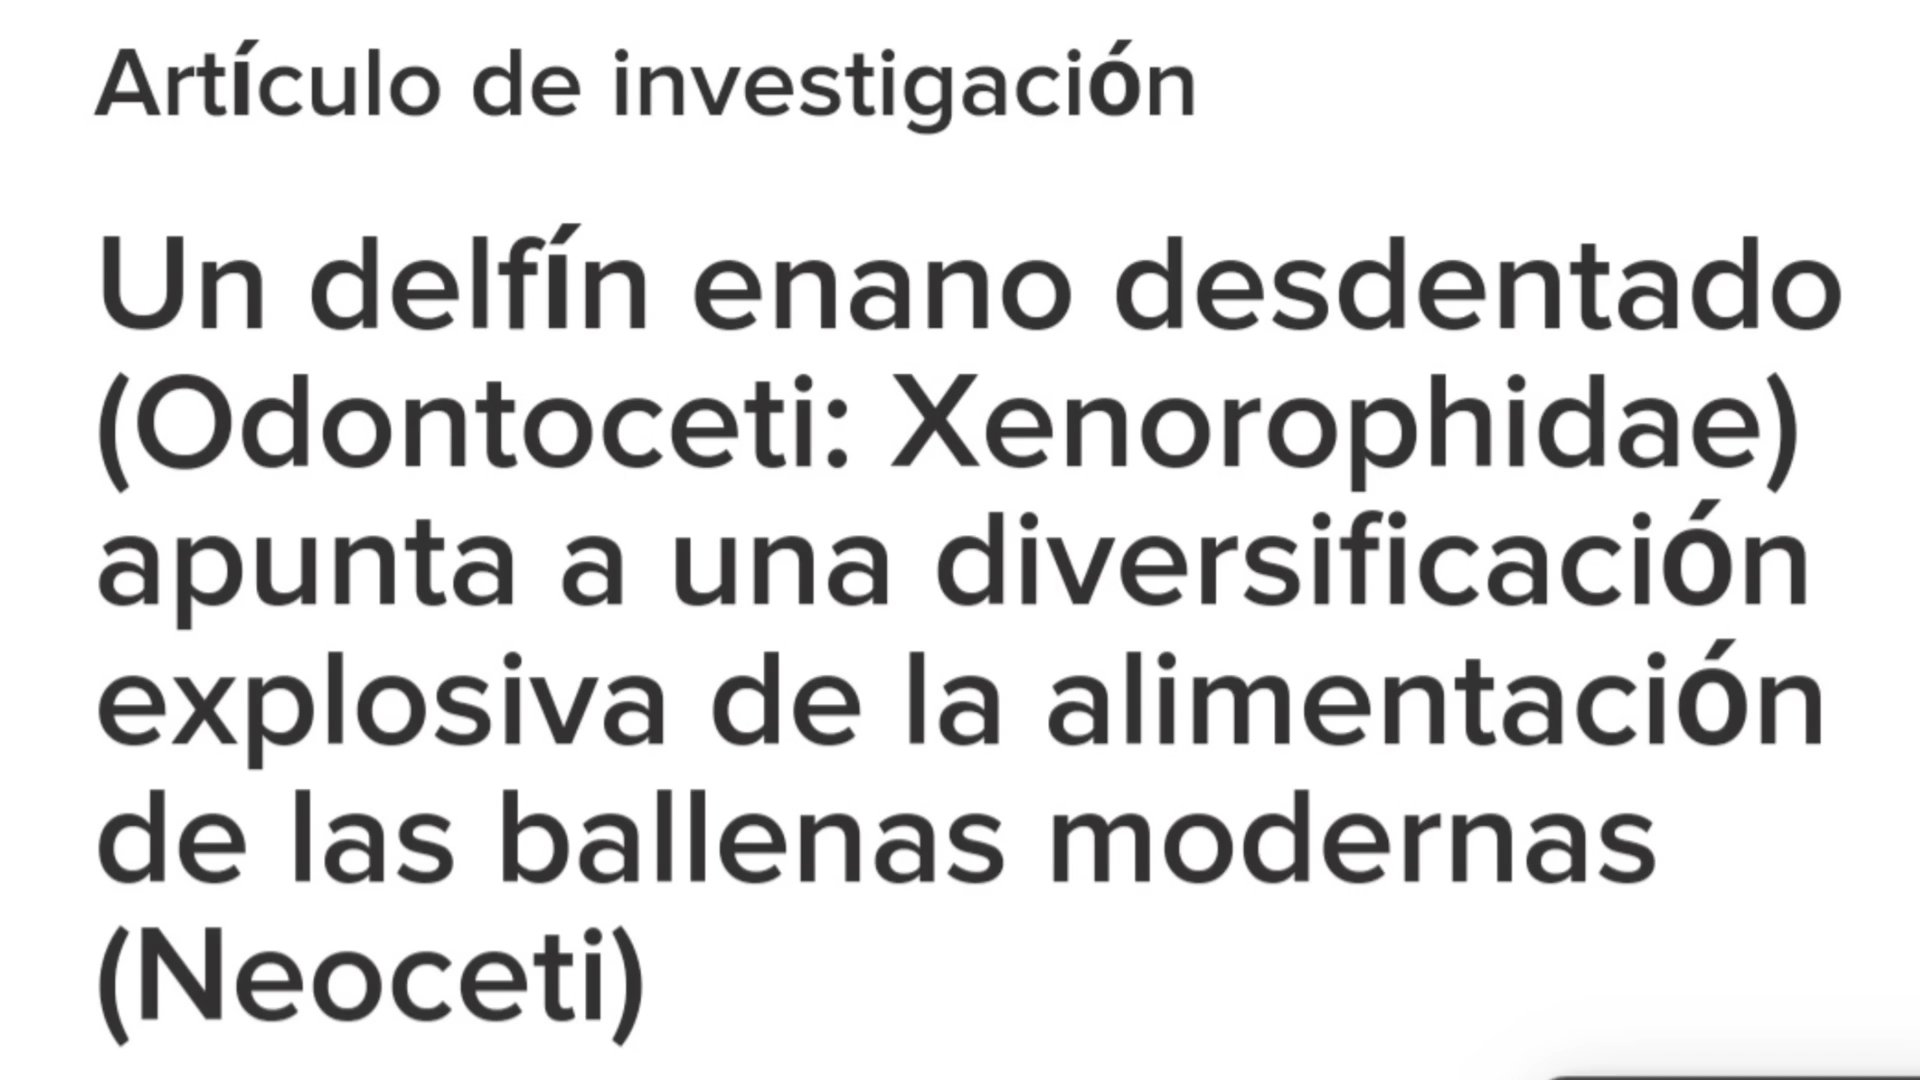 Artículo de investigación
Un delfín enano desdentado
(Odontoceti: Xenorophidae)
apunta a una diversificación
explosiva de la alimentación
de las ballenas modernas
(Neoceti)